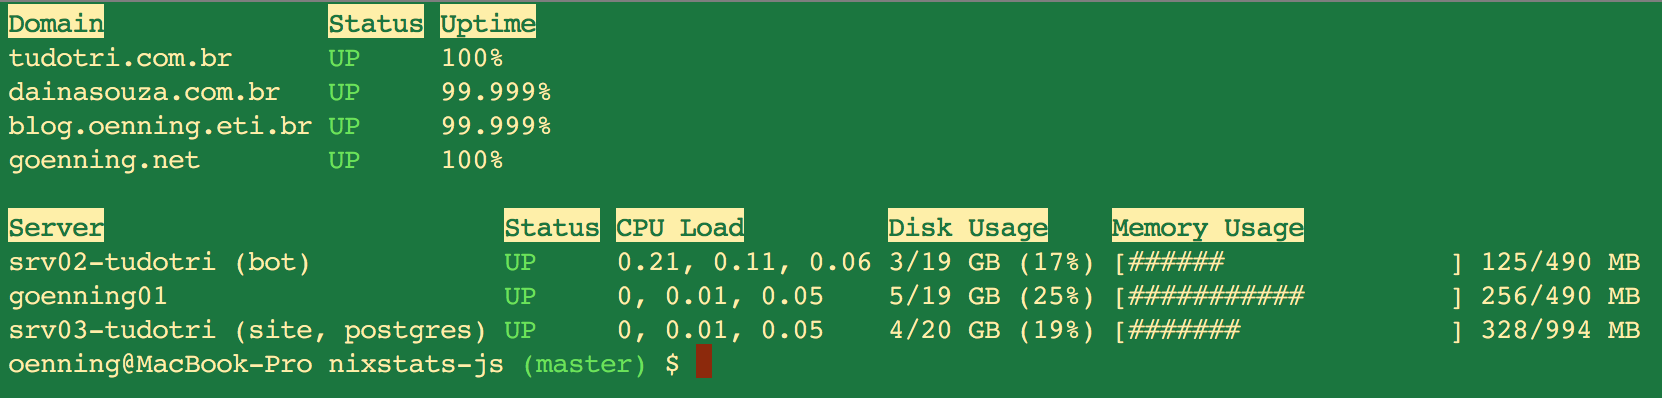 Domain              Status Uptime
tudotri.com.br      UP     100%
dainasouza.com.br   UP     99.999%
blog.oenning.eti.br UP     99.999%
goenning.net        UP     100%
Server                         Status CPU Load         Disk Usage    Memory Usage
srv02-tudotri (bot)            UP     0.21, 0.11, 0.06 3/19 GB (17%) [######              ] 125/490 MB
goenning01                     UP     0, 0.01, 0.05    5/19 GB (25%) [###########         ] 256/490 MB
srv03-tudotri (site, postgres) UP     0, 0.01, 0.05    4/20 GB (19%) [#######             ] 328/994 MB
oenning@MacBook-Pro nixstats-js (master) $